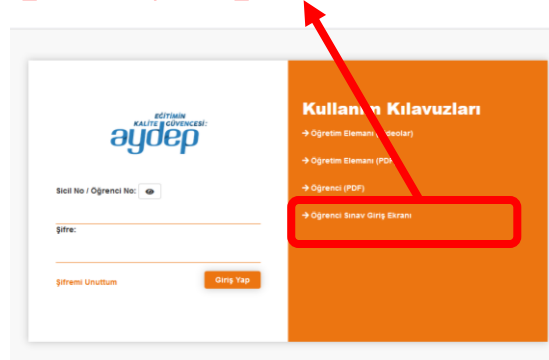 EĞİTİMİN
KALİTE GÜVENCESİ:
aydep
Sicil No / Öğrenci No:
Şifre:
Şifremi Unuttum
Giriş Yap
Kullanım Kılavuzları
→ Öğretim Elemanı (Videolar)
→ Öğretim Elemanı (PDF)
→ Öğrenci (PDF)
→ Öğrenci Sınav Giriş Ekranı